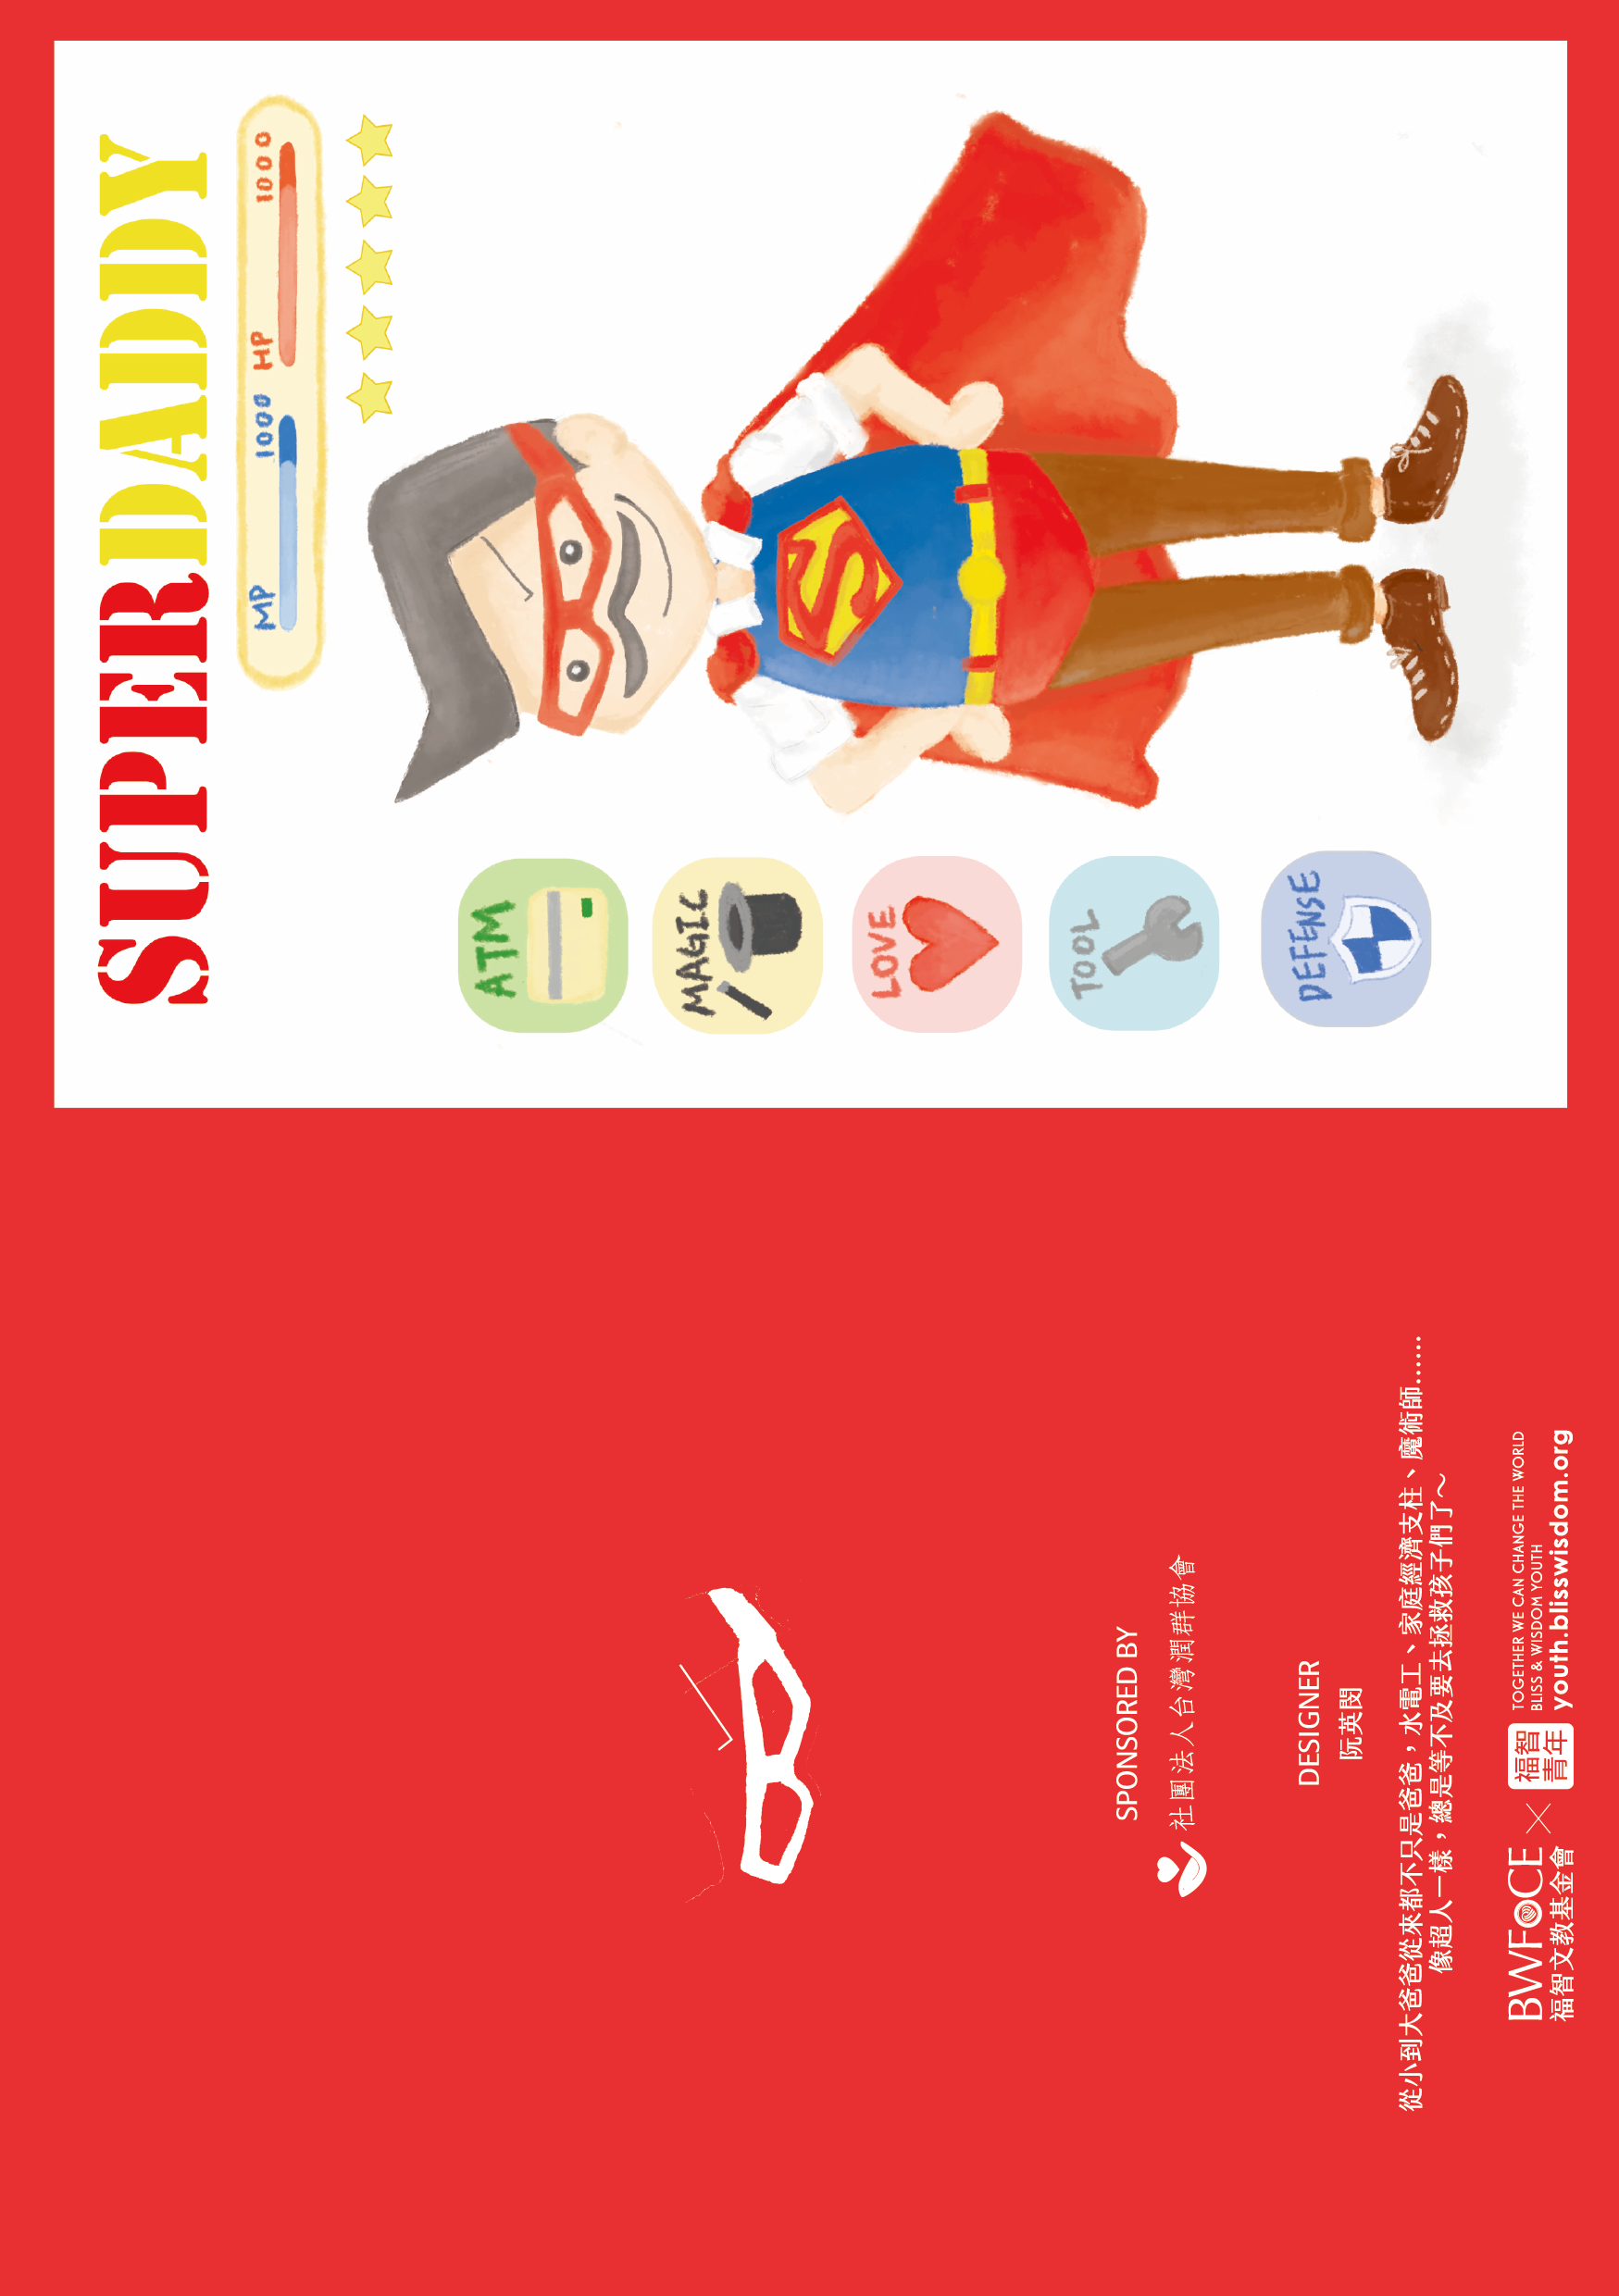 SUPERDADDY
MP 1000 HP 1000
ATM
MAGIC
LOVE
TOOL
DEFENSE
SPONSORED BY
社團法人台灣潤群協會
DESIGNER
阮英閔
從小到大爸爸從來都不只是爸爸，水電工、家庭經濟支柱、魔術師......
像超人一樣，總是等不及要去拯救孩子們了～
BWFOCE
福智文教基金會
福智
青年
TOGETHER WE CAN CHANGE THE WORLD
BLISS & WISDOM YOUTH
youth.blisswisdom.org